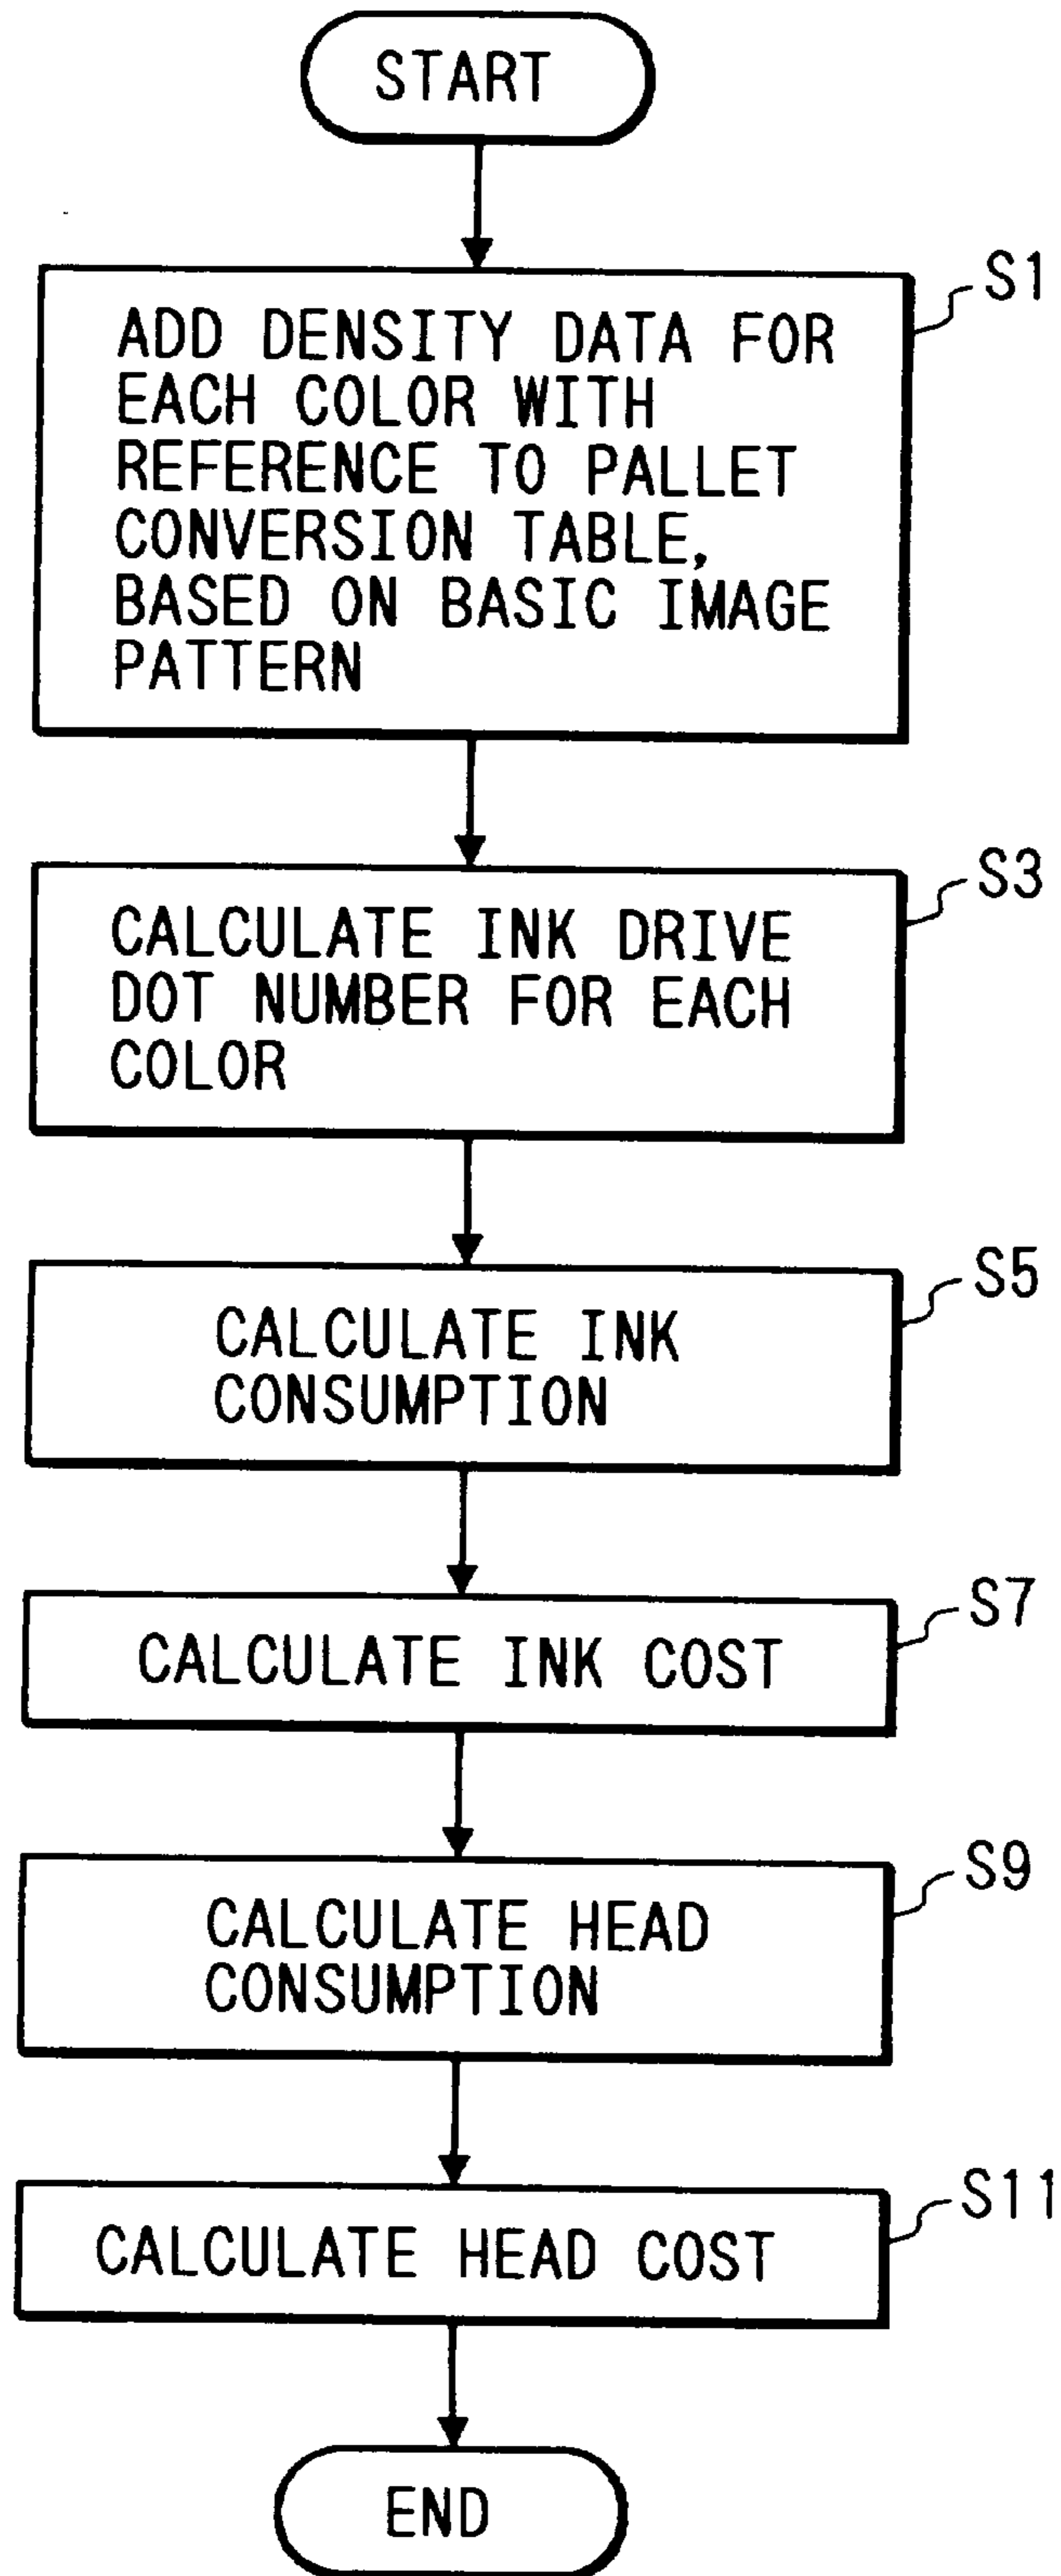 START
S1
ADD DENSITY DATA FOR
EACH COLOR WITH
REFERENCE TO PALLET
CONVERSION TABLE,
BASED ON BASIC IMAGE
PATTERN
S3
CALCULATE INK DRIVE
DOT NUMBER FOR EACH
COLOR
S5
CALCULATE INK
CONSUMPTION
S7
CALCULATE INK COST
S9
CALCULATE HEAD
CONSUMPTION
S11
CALCULATE HEAD COST
END